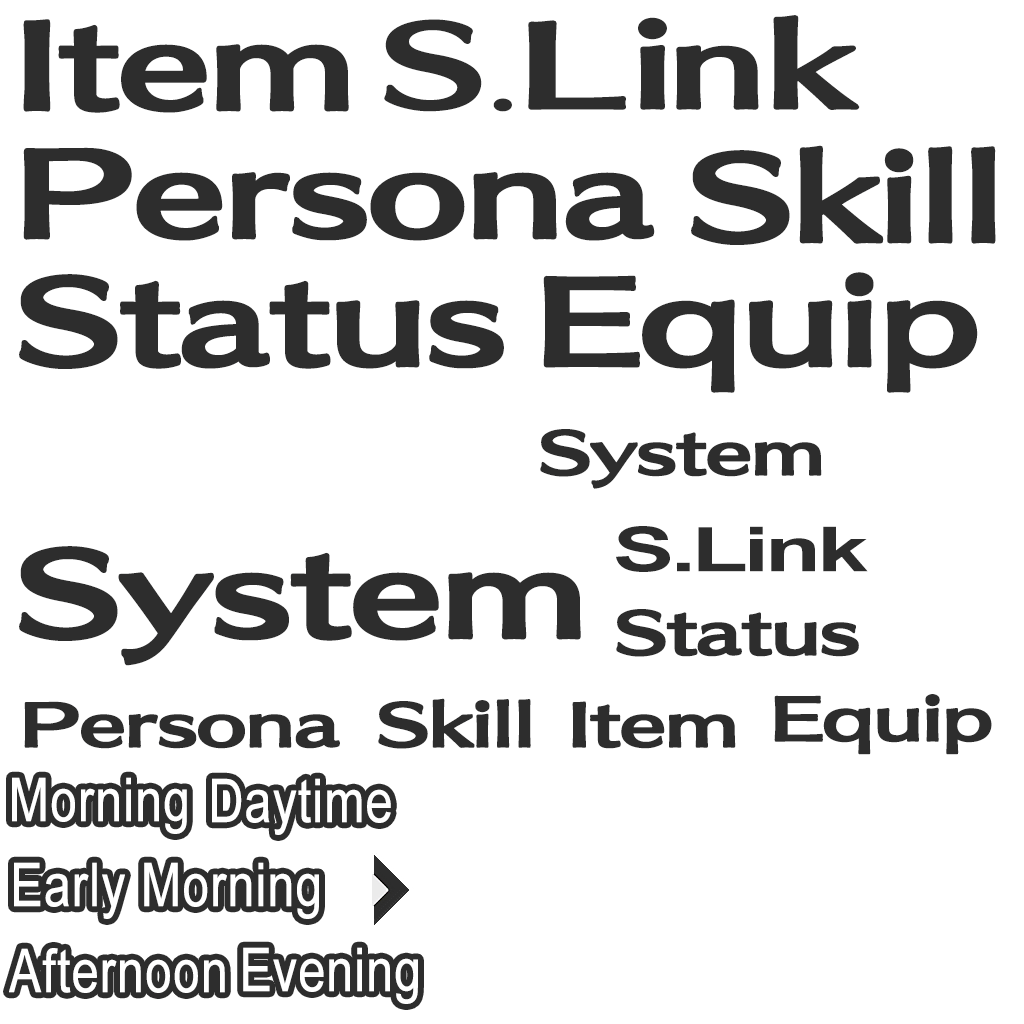 Item S.Link
Persona Skill
Status Equip
System
S.Link
System
Status
Persona Skill Item Equip
Morning Daytime
Early Morning
Afternoon Evening